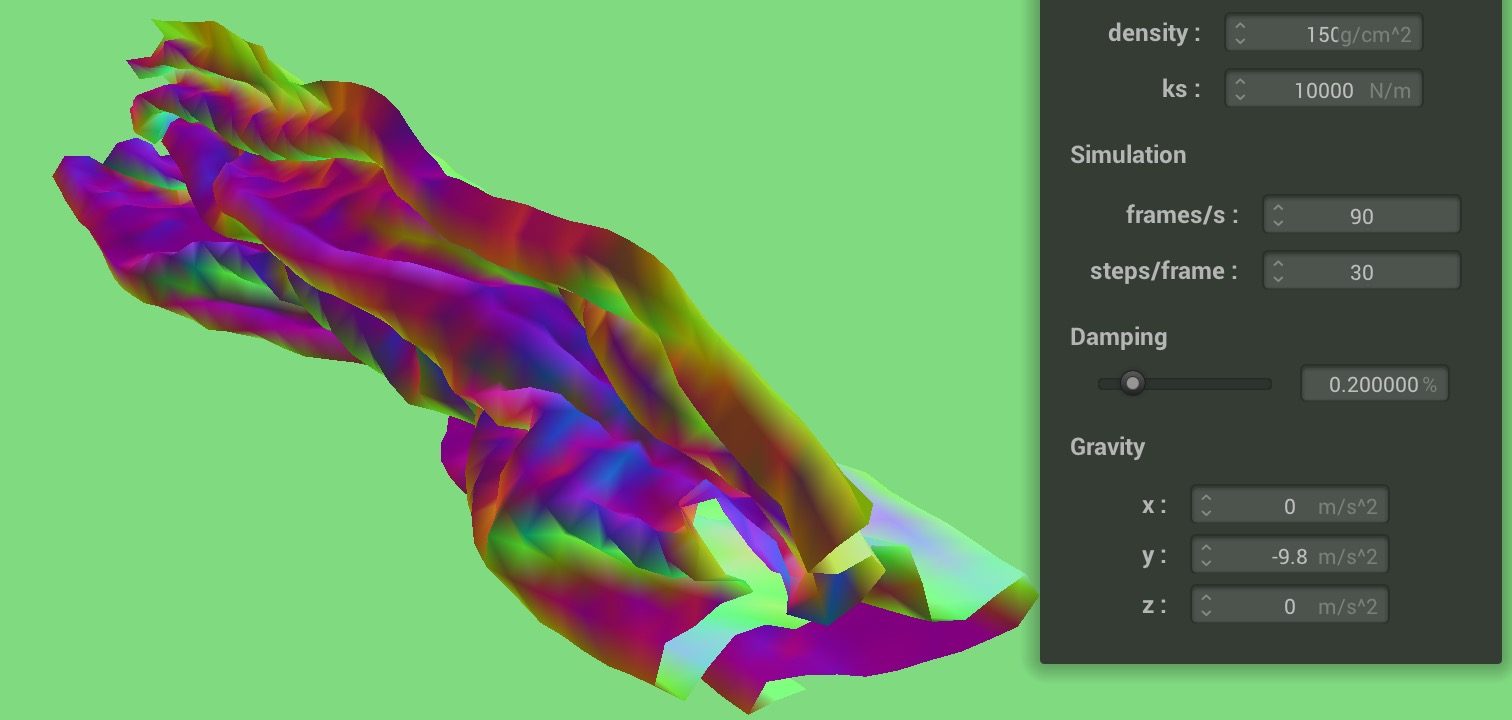 density : 150 g/cm^2
ks : 10000 N/m
Simulation
frames/s : 90
steps/frame : 30
Damping
0.200000 %
Gravity
x : 0 m/s^2
y : -9.8 m/s^2
z : 0 m/s^2